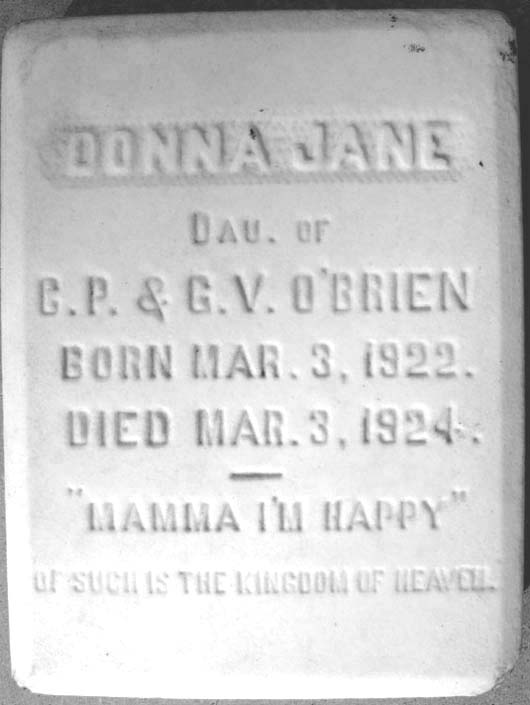 DONNA JANE
DAU. OF
C.P. & G.V. O'BRIEN
BORN MAR. 3, 1922.
DIED MAR. 3, 1924.
"MAMMA I'M HAPPY"
OF SUCH IS THE KINGDOM OF HEAVEN.